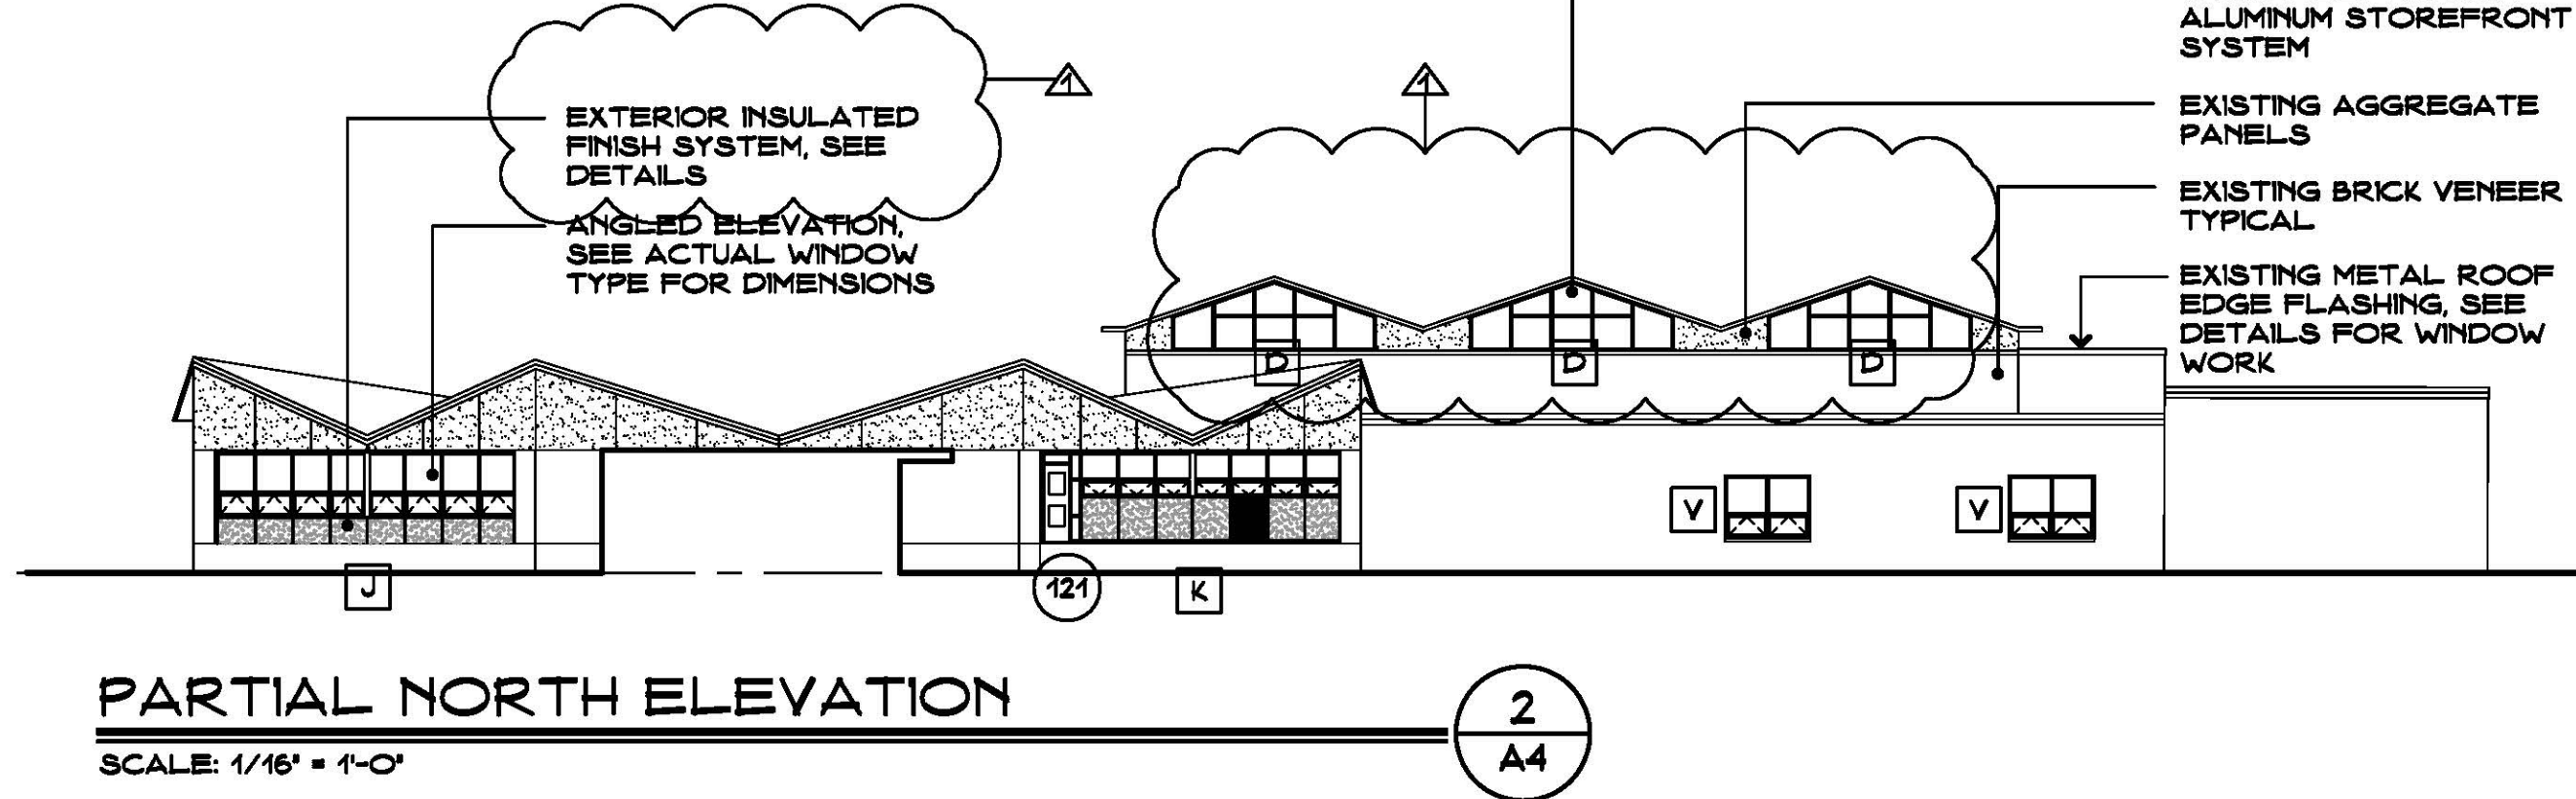 EXTERIOR INSULATED
FINISH SYSTEM, SEE
DETAILS
ANGLED ELEVATION,
SEE ACTUAL WINDOW
TYPE FOR DIMENSIONS
1
1
ALUMINUM STOREFRONT
SYSTEM
EXISTING AGGREGATE
PANELS
EXISTING BRICK VENEER
TYPICAL
EXISTING METAL ROOF
EDGE FLASHING, SEE
DETAILS FOR WINDOW
WORK
D
D
D
V
V
J
121
K
PARTIAL NORTH ELEVATION
SCALE: 1/16" = 1'-0"
2
A4